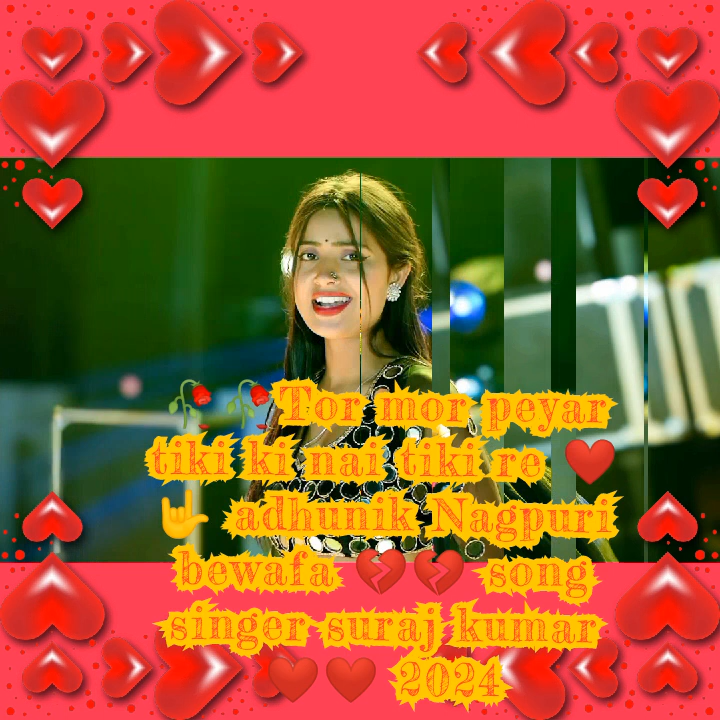 🥀🥀Tor mor peyar
tiki ki nai tiki re ❤️
🤟 adhunik Nagpuri
bewafa 💔💔 song
singer suraj kumar
❤️❤️ 2024